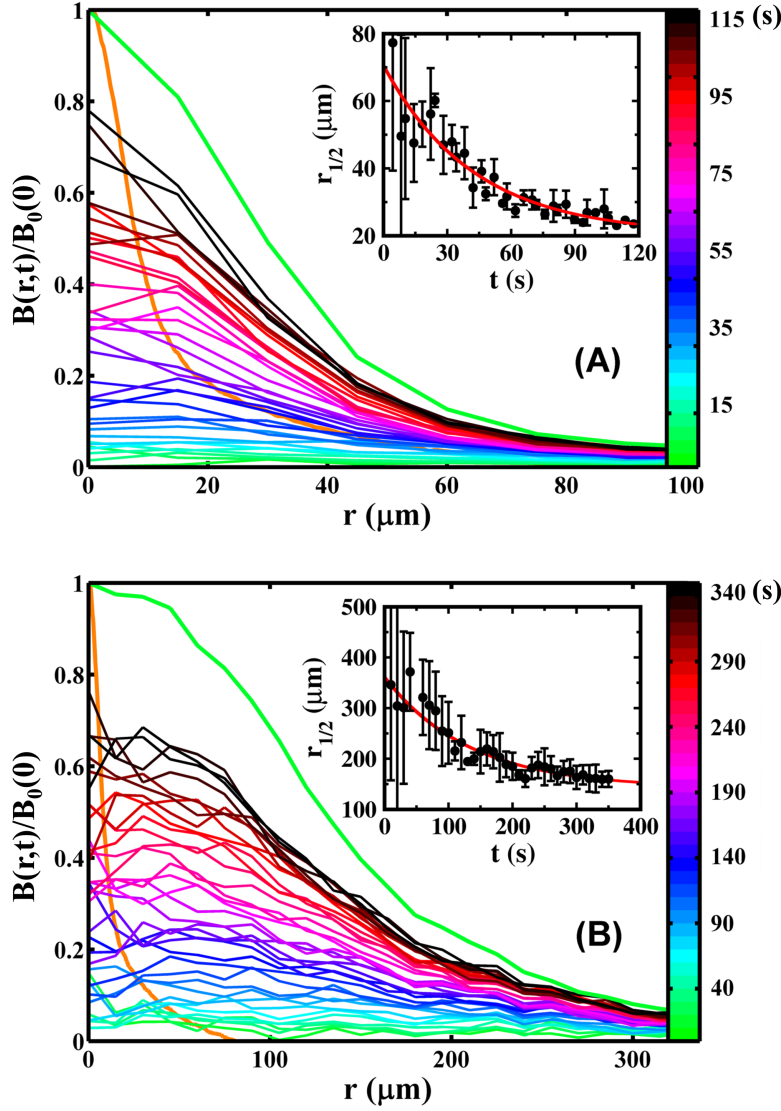 115 (s)
95
75
55
35
15
1
0.8
0.6
0.4
0.2
0
B(r,t)/B₀(0)
0 20 40 60 80 100
r (μm)
80
60
40
20
r₁/₂ (μm)
0 30 60 90 120
t (s)
(A)
340 (s)
290
240
190
140
90
40
1
0.8
0.6
0.4
0.2
0
B(r,t)/B₀(0)
0 100 200 300
r (μm)
500
400
300
200
100
r₁/₂ (μm)
0 100 200 300 400
t (s)
(B)